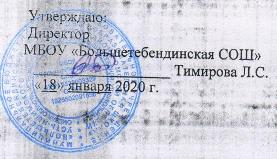 Утверждаю:
Директор
МБОУ «Большетебендинская СОШ»
Тимирова Л.С.
«18» января 2020 г.